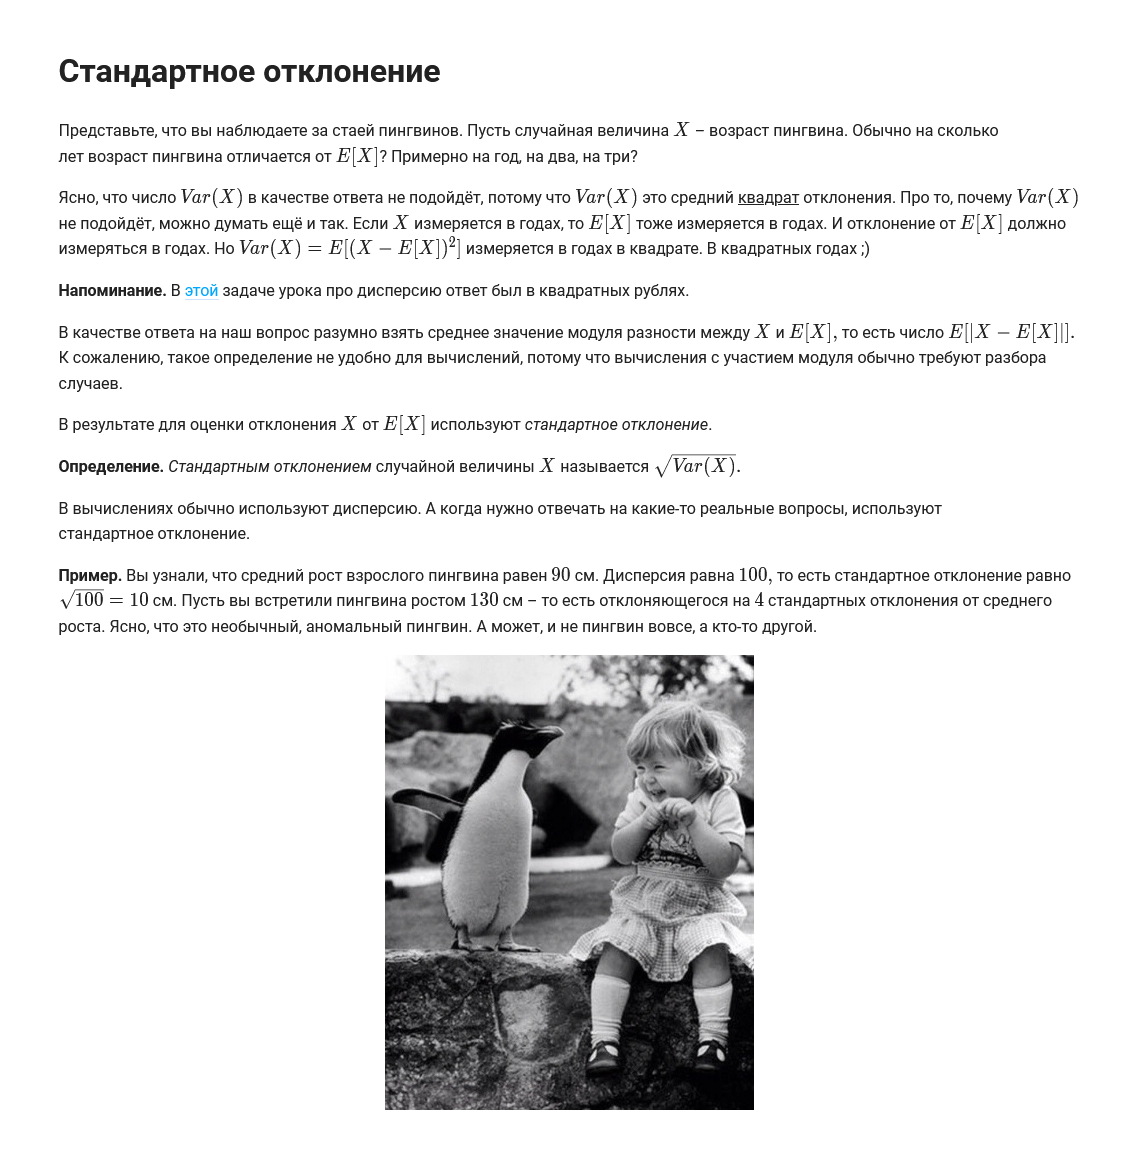 Стандартное отклонение
Представьте, что вы наблюдаете за стаей пингвинов. Пусть случайная величина X – возраст пингвина. Обычно на сколько
лет возраст пингвина отличается от E[X]? Примерно на год, на два, на три?
Ясно, что число Var(X) в качестве ответа не подойдёт, потому что Var(X) это средний квадрат отклонения. Про то, почему Var(X)
не подойдёт, можно думать ещё и так. Если X измеряется в годах, то E[X] тоже измеряется в годах. И отклонение от E[X] должно
измеряться в годах. Но Var(X) = E[(X − E[X])²] измеряется в годах в квадрате. В квадратных годах ;)
Напоминание. В этой задаче урока про дисперсию ответ был в квадратных рублях.
В качестве ответа на наш вопрос разумно взять среднее значение модуля разности между X и E[X], то есть число E[|X − E[X]|].
К сожалению, такое определение не удобно для вычислений, потому что вычисления с участием модуля обычно требуют разбора
случаев.
В результате для оценки отклонения X от E[X] используют стандартное отклонение.
Определение. Стандартным отклонением случайной величины X называется √Var(X).
В вычислениях обычно используют дисперсию. А когда нужно отвечать на какие-то реальные вопросы, используют
стандартное отклонение.
Пример. Вы узнали, что средний рост взрослого пингвина равен 90 см. Дисперсия равна 100, то есть стандартное отклонение равно
√100 = 10 см. Пусть вы встретили пингвина ростом 130 см – то есть отклоняющегося на 4 стандартных отклонения от среднего
роста. Ясно, что это необычный, аномальный пингвин. А может, и не пингвин вовсе, а кто-то другой.